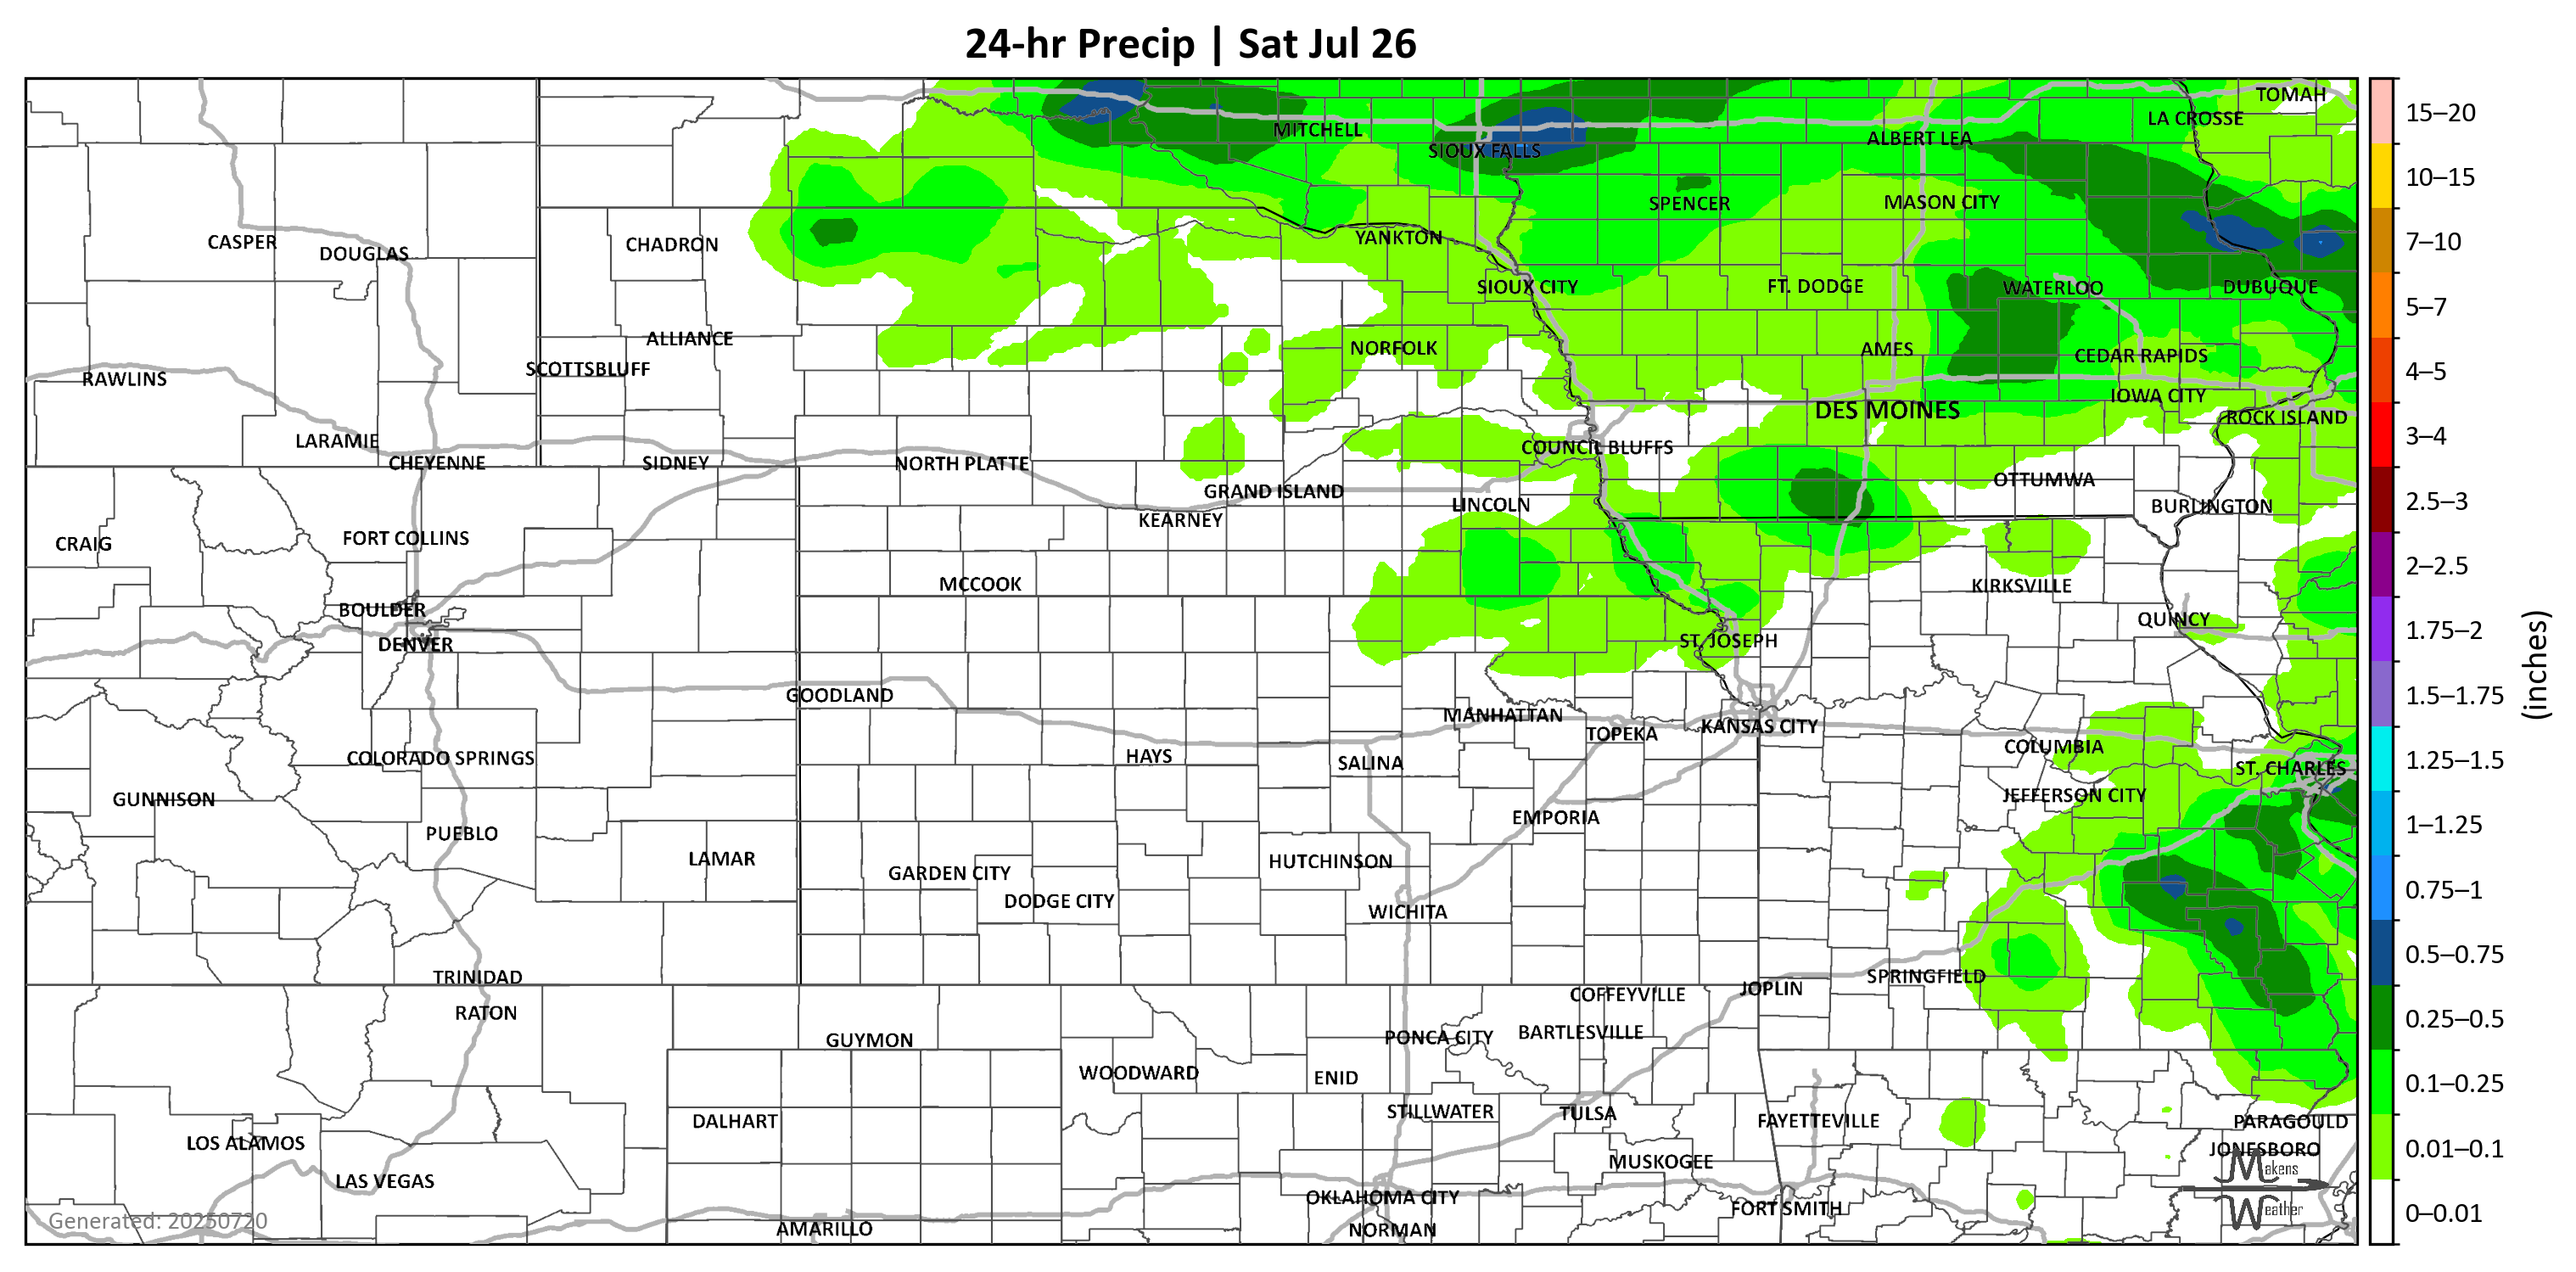 24-hr Precip | Sat Jul 26
TOMAH
LA CROSSE
MITCHELL
ALBERT LEA
SIOUX FALLS
SPENCER
MASON CITY
CASPER
DOUGLAS
CHADRON
YANKTON
SIOUX CITY
FT. DODGE
WATERLOO
DUBUQUE
ALLIANCE
NORFOLK
AMES
CEDAR RAPIDS
SCOTTSBLUFF
RAWLINS
IOWA CITY
DES MOINES
ROCK ISLAND
LARAMIE
COUNCIL BLUFFS
CHEYENNE
SIDNEY
NORTH PLATTE
OTTUMWA
GRAND ISLAND
LINCOLN
BURLINGTON
KEARNEY
FORT COLLINS
CRAIG
MCCOOK
KIRKSVILLE
BOULDER
QUINCY
DENVER
ST. JOSEPH
GOODLAND
MANHATTAN
TOPEKA
KANSAS CITY
COLUMBIA
COLORADO SPRINGS
HAYS
SALINA
ST. CHARLES
GUNNISON
JEFFERSON CITY
EMPORIA
PUEBLO
LAMAR
HUTCHINSON
GARDEN CITY
DODGE CITY
WICHITA
TRINIDAD
SPRINGFIELD
JOPLIN
COFFEYVILLE
RATON
BARTLESVILLE
PONCA CITY
GUYMON
WOODWARD
ENID
STILLWATER
TULSA
DALHART
FAYETTEVILLE
PARAGOULD
LOS ALAMOS
JONESBORO
MUSKOGEE
LAS VEGAS
OKLAHOMA CITY
FORT SMITH
AMARILLO
NORMAN
Generated: 20250720
Makens
Weather
15–20
10–15
7–10
5–7
4–5
3–4
2.5–3
2–2.5
1.75–2
1.5–1.75
1.25–1.5
1–1.25
0.75–1
0.5–0.75
0.25–0.5
0.1–0.25
0.01–0.1
0–0.01
(inches)